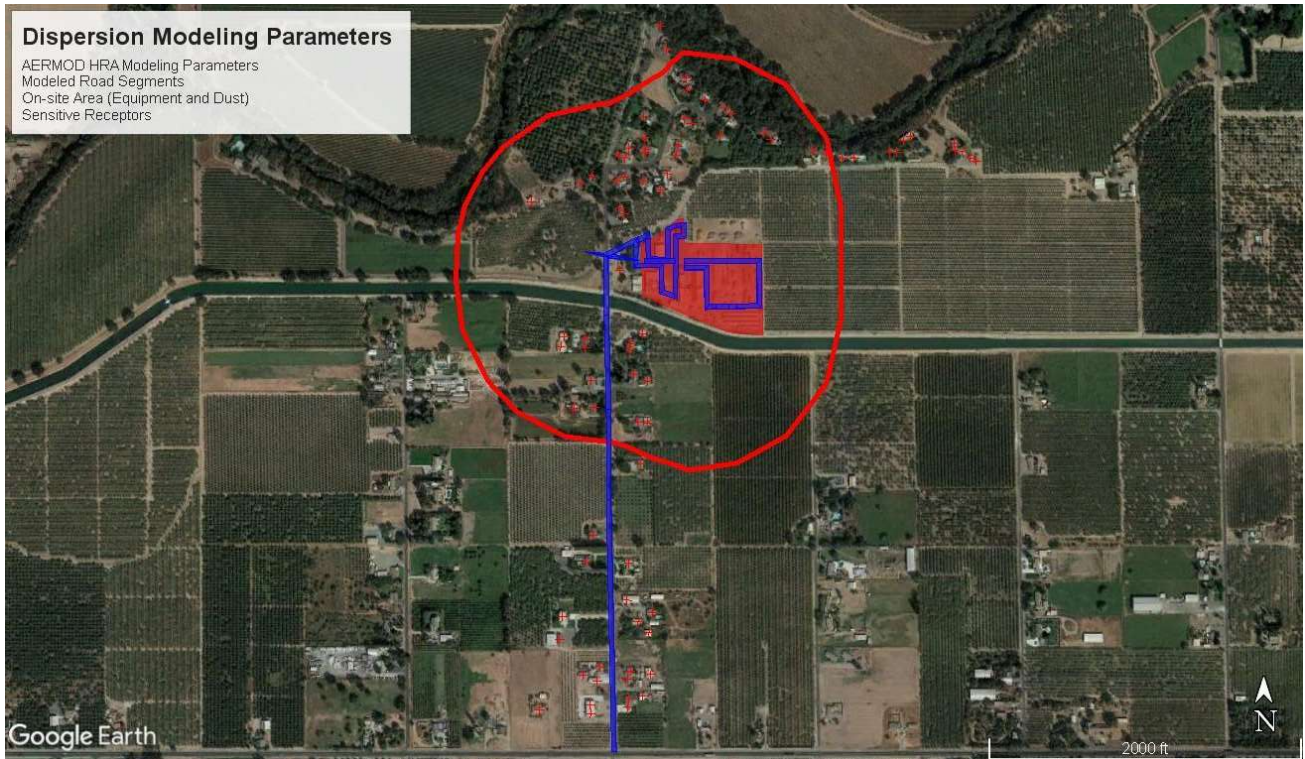 Dispersion Modeling Parameters
AERMOD HRA Modeling Parameters
Modeled Road Segments
On-site Area (Equipment and Dust)
Sensitive Receptors
Google Earth
N
2000 ft